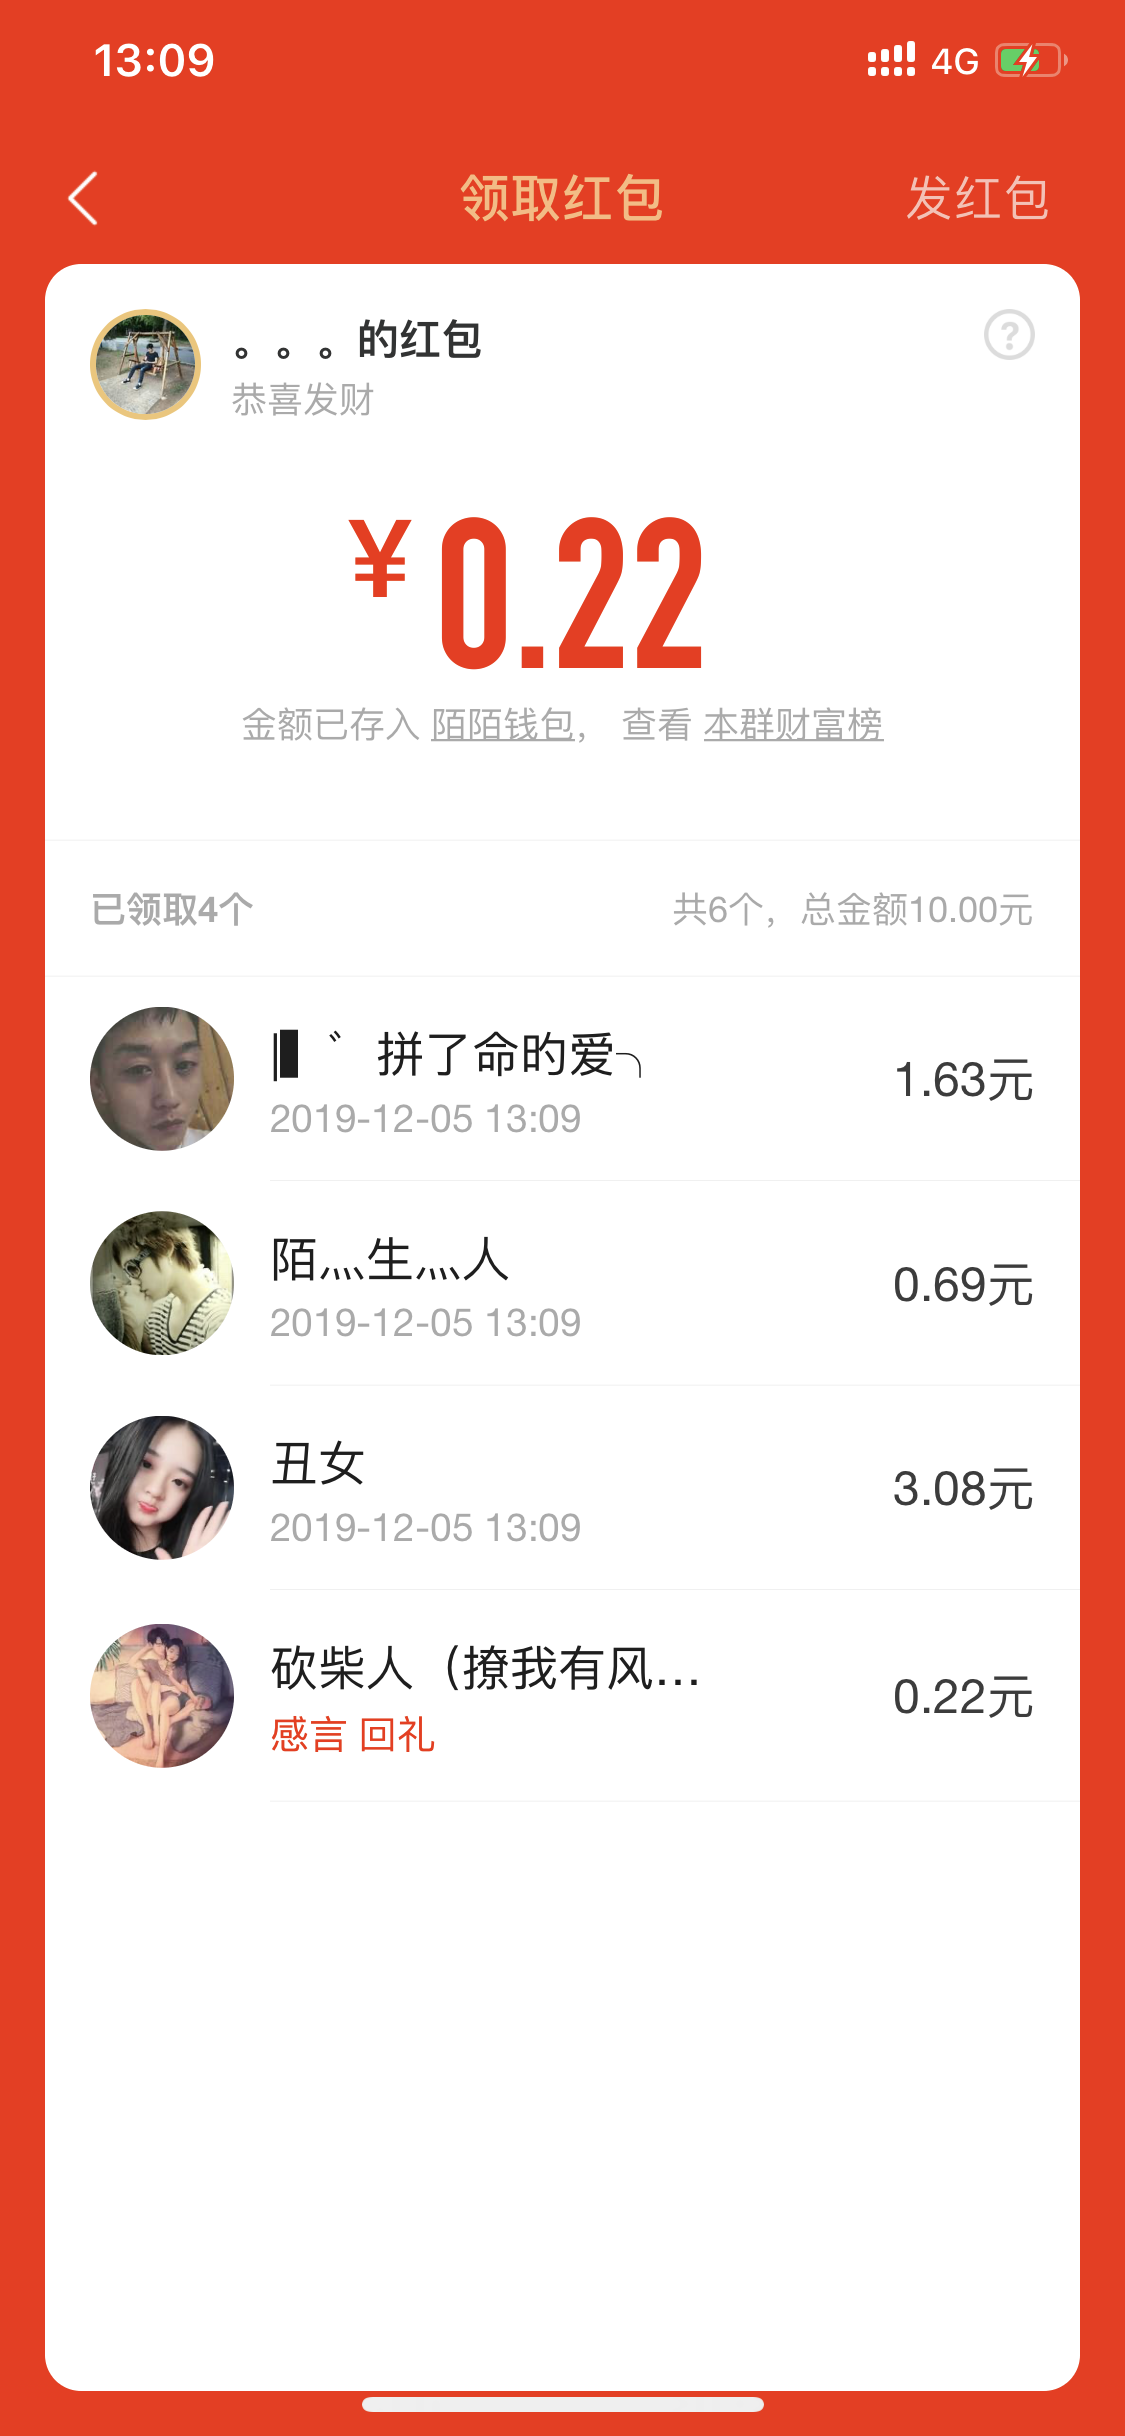 13:09 4G
领取红包 发红包
。。。的红包
恭喜发财
¥0.22
金额已存入 陌陌钱包， 查看 本群财富榜
已领取4个 共6个，总金额10.00元
‖▌゛ 拼了命旳爱╮ 1.63元
2019-12-05 13:09
陌灬生灬人 0.69元
2019-12-05 13:09
丑女 3.08元
2019-12-05 13:09
砍柴人（撩我有风... 0.22元
感言 回礼